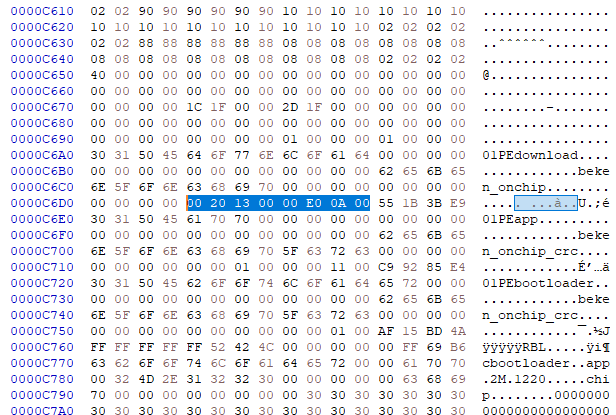 0000C610 02 02 90 90 90 90 90 90 10 10 10 10 10 10 10 10 ................
0000C620 10 10 10 10 10 10 10 10 10 10 10 10 02 02 02 02 ................
0000C630 02 02 88 88 88 88 88 88 08 08 08 08 08 08 08 08 ..ˆˆˆˆˆˆ........
0000C640 08 08 08 08 08 08 08 08 08 08 08 08 02 02 02 02 ................
0000C650 40 00 00 00 00 00 00 00 00 00 00 00 00 00 00 00 @...............
0000C660 00 00 00 00 00 00 00 00 00 00 00 00 00 00 00 00 ................
0000C670 00 00 00 00 1C 1F 00 00 2D 1F 00 00 00 00 00 00 ........-.......
0000C680 00 00 00 00 00 00 00 00 00 00 00 00 00 00 00 00 ................
0000C690 00 00 00 00 00 00 00 00 01 00 00 00 01 00 00 00 ................
0000C6A0 30 31 50 45 64 6F 77 6E 6C 6F 61 64 00 00 00 00 01PEdownload....
0000C6B0 00 00 00 00 00 00 00 00 00 00 00 00 62 65 6B 65 ............beke
0000C6C0 6E 5F 6F 6E 63 68 69 70 00 00 00 00 00 00 00 00 n_onchip........
0000C6D0 00 00 00 00 00 20 13 00 00 E0 0A 00 55 1B 3B E9 ..... ...à..U.;é
0000C6E0 30 31 50 45 61 70 70 00 00 00 00 00 00 00 00 00 01PEapp.........
0000C6F0 00 00 00 00 00 00 00 00 00 00 00 00 62 65 6B 65 ............beke
0000C700 6E 5F 6F 6E 63 68 69 70 5F 63 72 63 00 00 00 00 n_onchip_crc....
0000C710 00 00 00 00 00 00 01 00 00 00 11 00 C9 92 85 E4 ............É’…ä
0000C720 30 31 50 45 62 6F 6F 74 6C 6F 61 64 65 72 00 00 01PEbootloader..
0000C730 00 00 00 00 00 00 00 00 00 00 00 00 62 65 6B 65 ............beke
0000C740 6E 5F 6F 6E 63 68 69 70 5F 63 72 63 00 00 00 00 n_onchip_crc....
0000C750 00 00 00 00 00 00 00 00 00 00 01 00 AF 15 BD 4A ............¯.½J
0000C760 FF FF FF FF FF 52 42 4C 00 00 00 00 00 FF 69 B6 ÿÿÿÿÿRBL.....ÿi¶
0000C770 63 62 6F 6F 74 6C 6F 61 64 65 72 00 00 61 70 70 cbootloader..app
0000C780 00 32 4D 2E 31 32 32 30 00 00 00 00 00 63 68 69 .2M.1220.....chi
0000C790 70 00 00 00 00 00 00 00 00 30 30 30 30 30 30 30 p........0000000
0000C7A0 30 30 30 30 30 30 30 30 30 30 30 30 30 30 30 30 0000000000000000